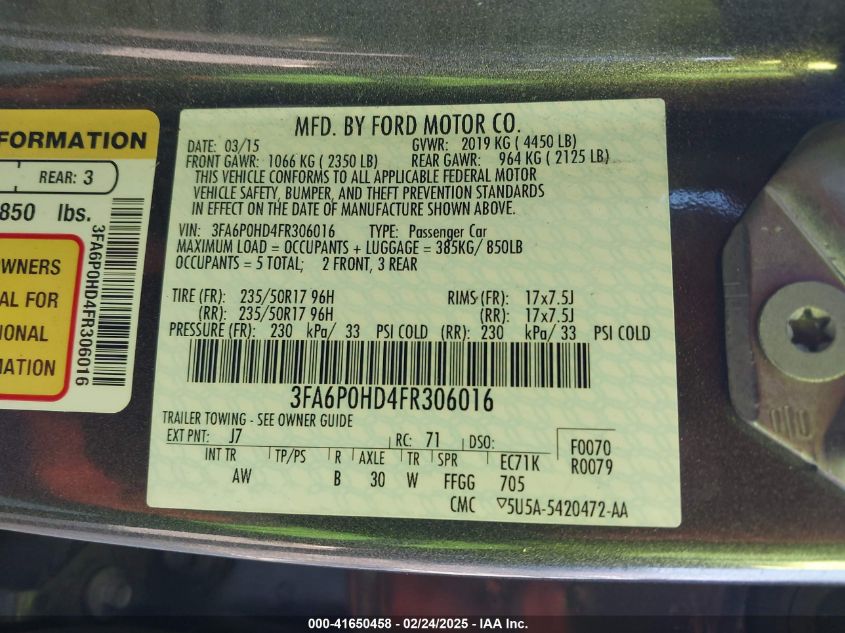 FORMATION
REAR: 3
850 lbs.
OWNERS
AL FOR
IONAL
MATION
3FA6P0HD4FR306016
MFD. BY FORD MOTOR CO.
DATE: 03/15 GVWR: 2019 KG ( 4450 LB)
FRONT GAWR: 1066 KG ( 2350 LB) REAR GAWR: 964 KG ( 2125 LB)
THIS VEHICLE CONFORMS TO ALL APPLICABLE FEDERAL MOTOR
VEHICLE SAFETY, BUMPER, AND THEFT PREVENTION STANDARDS
IN EFFECT ON THE DATE OF MANUFACTURE SHOWN ABOVE.
VIN: 3FA6P0HD4FR306016 TYPE: Passenger Car
MAXIMUM LOAD = OCCUPANTS + LUGGAGE = 385KG/ 850LB
OCCUPANTS = 5 TOTAL; 2 FRONT, 3 REAR
TIRE (FR): 235/50R17 96H RIMS (FR): 17x7.5J
(RR): 235/50R17 96H (RR): 17x7.5J
PRESSURE (FR): 230 kPa/ 33 PSI COLD (RR): 230 kPa/ 33 PSI COLD
3FA6P0HD4FR306016
TRAILER TOWING - SEE OWNER GUIDE
EXT PNT: J7 RC: 71 DSO: F0070
INT TR TP/PS R AXLE TR SPR EC71K R0079
AW B 30 W FFGG 705
CMC ▽5U5A-5420472-AA
000-41650458 - 02/24/2025 - IAA Inc.